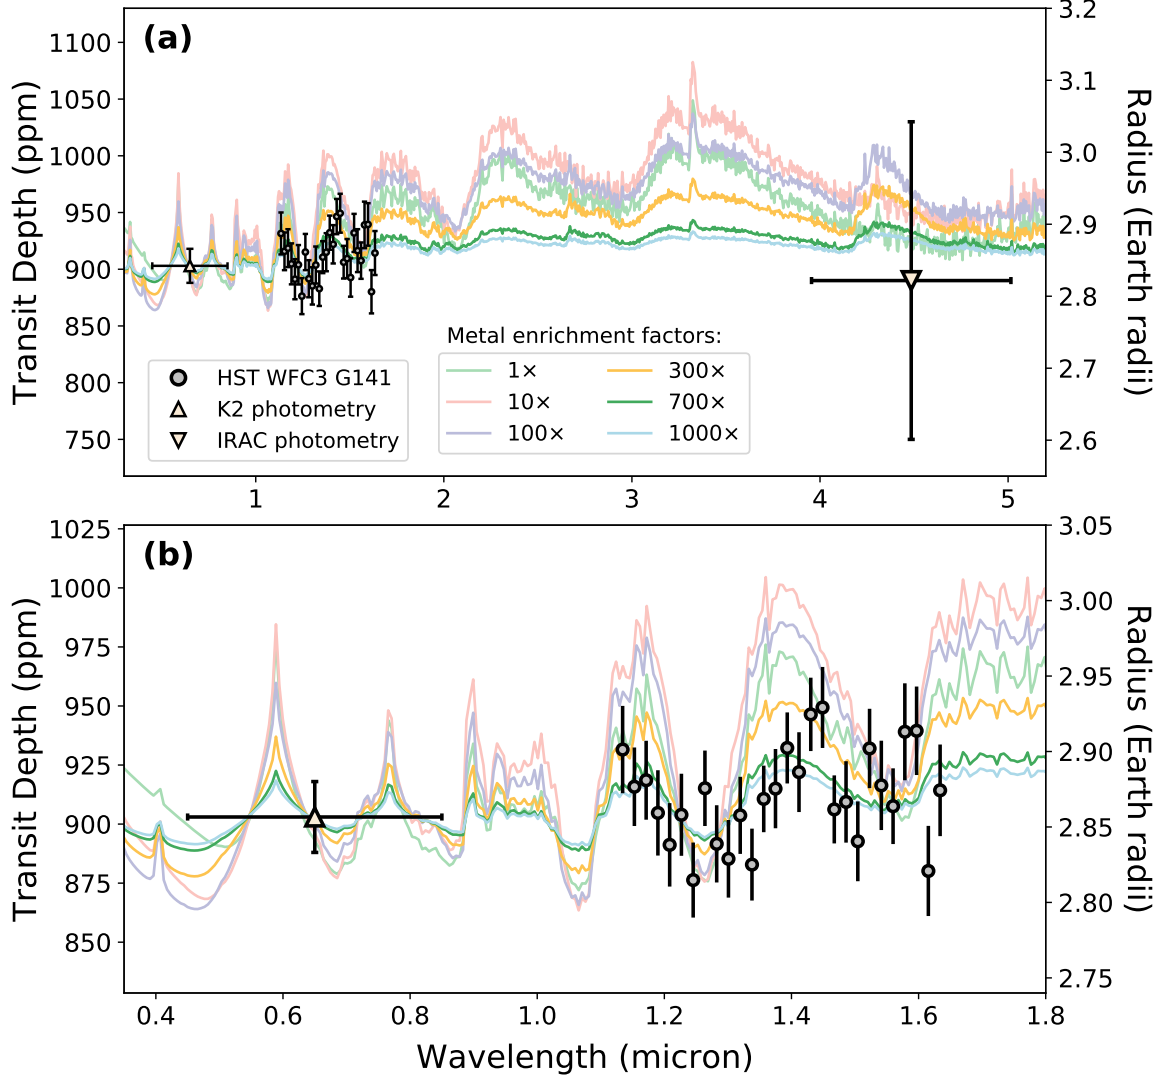 (a)
1100
1050
1000
950
900
850
800
750
Transit Depth (ppm)
3.2
3.1
3.0
2.9
2.8
2.7
2.6
Radius (Earth radii)
Metal enrichment factors:
HST WFC3 G141
K2 photometry
IRAC photometry
1× 300×
10× 700×
100× 1000×
1 2 3 4 5
(b)
1025
1000
975
950
925
900
875
850
Transit Depth (ppm)
3.05
3.00
2.95
2.90
2.85
2.80
2.75
Radius (Earth radii)
0.4 0.6 0.8 1.0 1.2 1.4 1.6 1.8
Wavelength (micron)